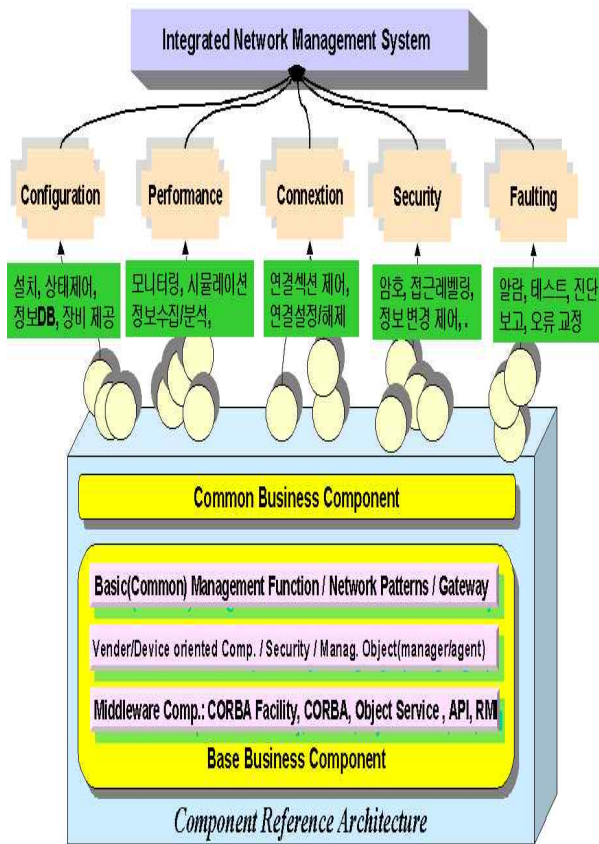 Integrated Network Management System
Configuration
Performance
Connextion
Security
Faulting
설치, 상태제어,
정보DB, 장비 제공
모니터링, 시뮬레이션
정보수집/분석,
연결섹션 제어,
연결설정/해제
암호, 접근레벨링,
정보 변경 제어, .
알람, 테스트, 진단
보고, 오류 교정
Common Business Component
Basic(Common) Management Function / Network Patterns / Gateway
Vender/Device oriented Comp. / Security / Manag. Object(manager/agent)
Middleware Comp.: CORBA Facility, CORBA, Object Service , API, RMI
Base Business Component
Component Reference Architecture